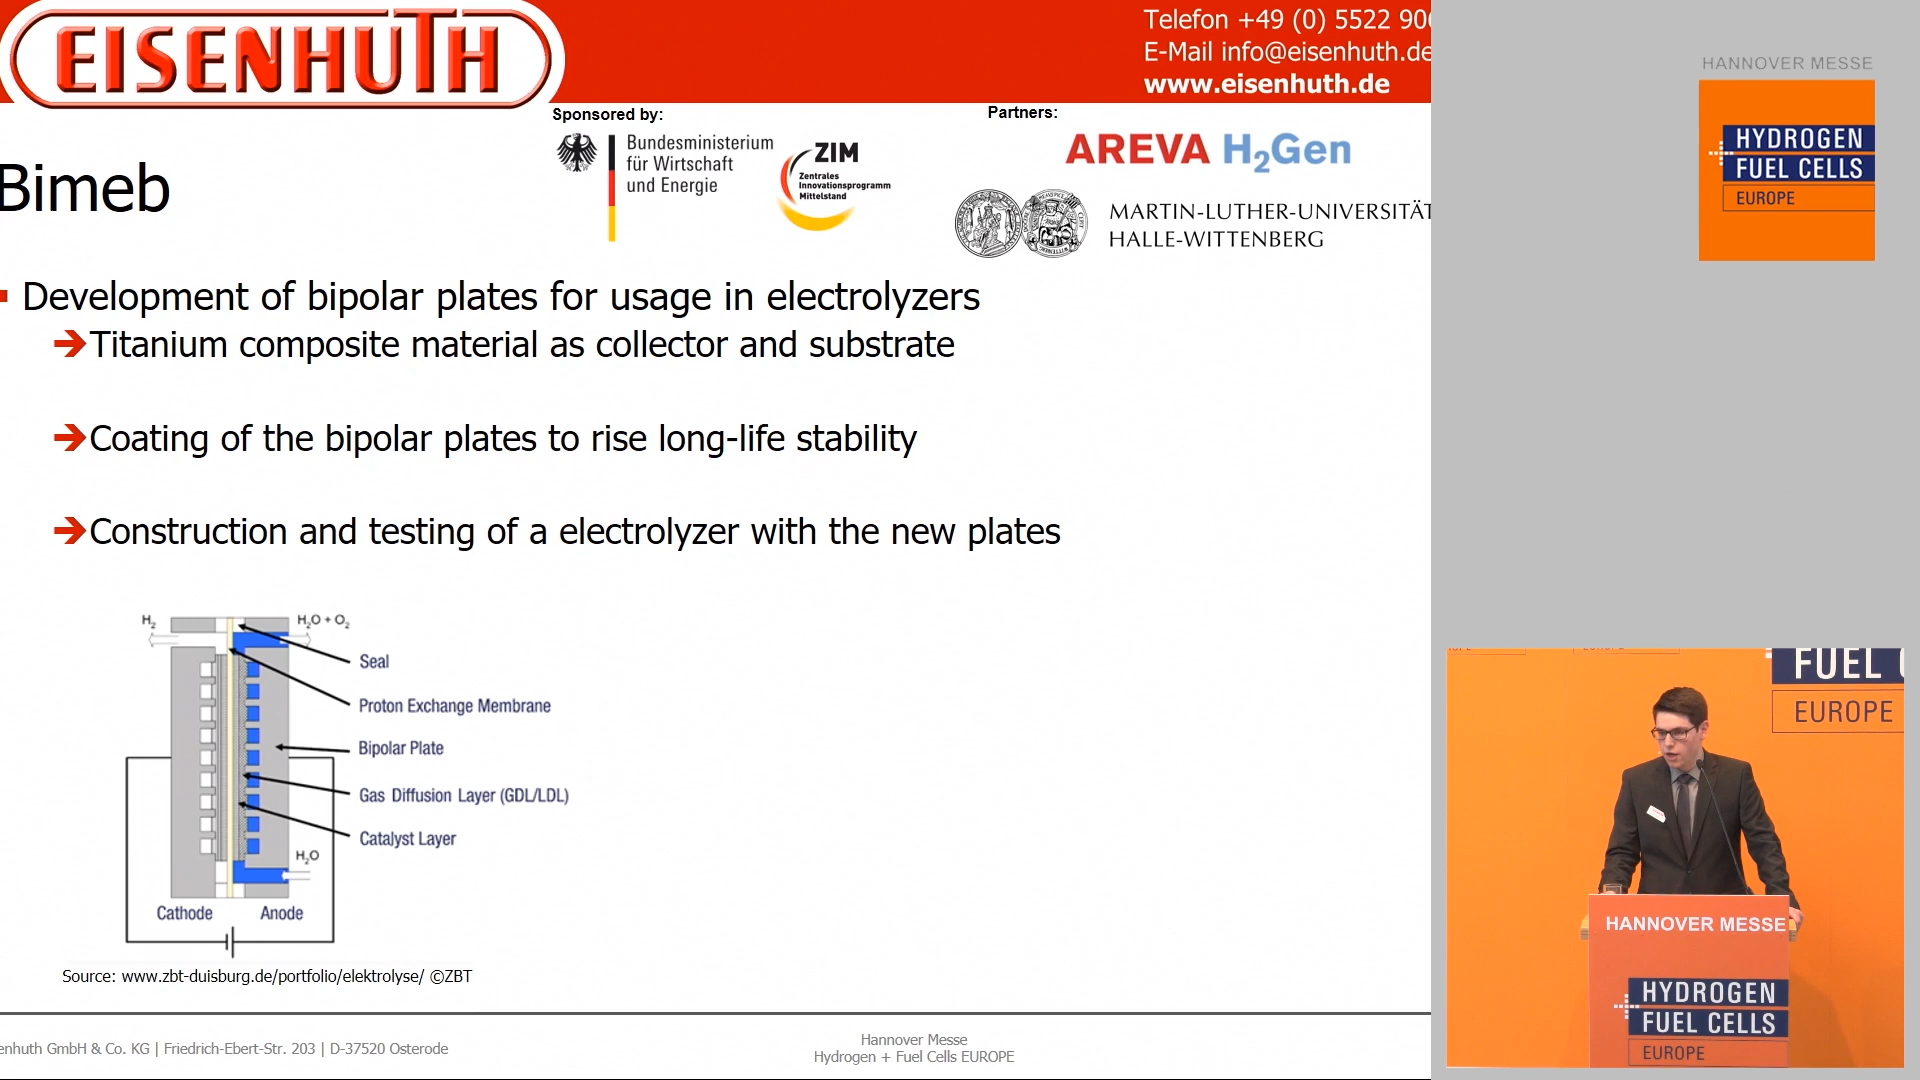 EISENHUTH
Telefon +49 (0) 5522
E-Mail info@eisenhuth.de
www.eisenhuth.de
Sponsored by:
Partners:
Bundesministerium
für Wirtschaft
und Energie
ZIM
Zentrales
Innovationsprogramm
Mittelstand
AREVA H₂Gen
MARTIN-LUTHER-UNIVERSITÄT
HALLE-WITTENBERG
Bimeb
Development of bipolar plates for usage in electrolyzers
Titanium composite material as collector and substrate
Coating of the bipolar plates to rise long-life stability
Construction and testing of a electrolyzer with the new plates
H₂
H₂O + O₂
Seal
Proton Exchange Membrane
Bipolar Plate
Gas Diffusion Layer (GDL/LDL)
Catalyst Layer
H₂O
Cathode
Anode
Source: www.zbt-duisburg.de/portfolio/elektrolyse/ ©ZBT
enhuth GmbH & Co. KG | Friedrich-Ebert-Str. 203 | D-37520 Osterode
Hannover Messe
Hydrogen + Fuel Cells EUROPE
HANNOVER MESSE
HYDROGEN
FUEL CELLS
EUROPE
FUEL
EUROPE
HANNOVER MESSE
HYDROGEN
FUEL CELLS
EUROPE